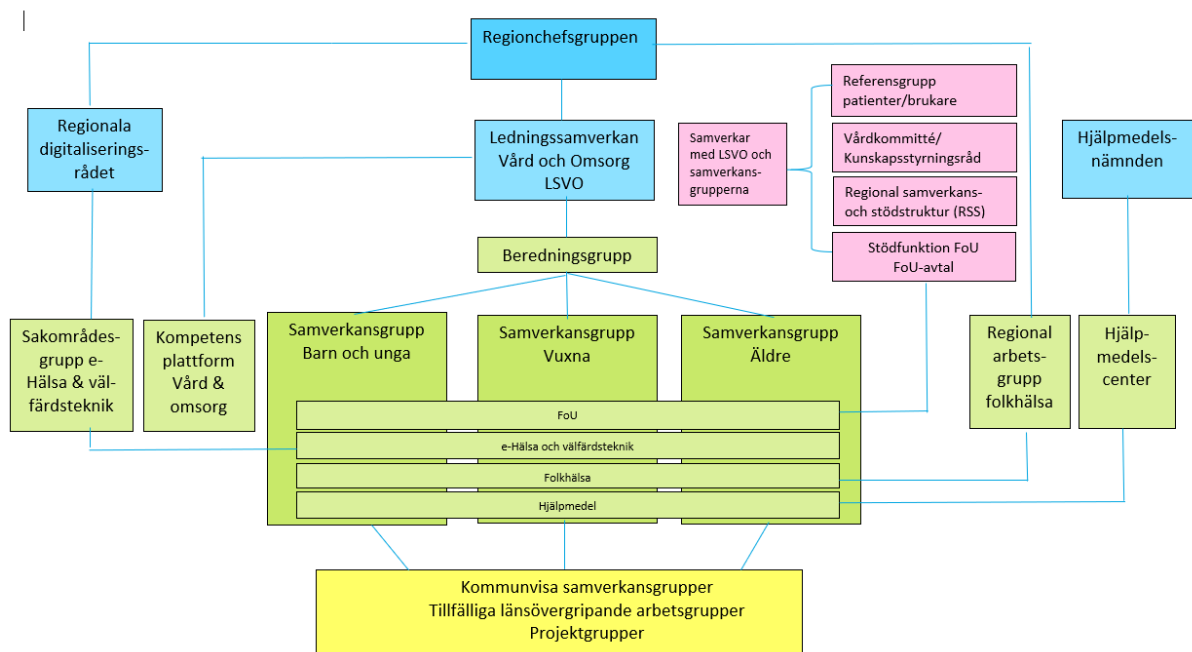 Regionchefsgruppen
Referensgrupp
patienter/brukare
Regionala
digitaliserings-
rådet
Ledningssamverkan
Vård och Omsorg
LSVO
Samverkar
med LSVO och
samverkans-
grupperna
Vårdkommitté/
Kunskapsstyrningsråd
Hjälpmedels-
nämnden
Regional samverkans-
och stödstruktur (RSS)
Stödfunktion FoU
FoU-avtal
Beredningsgrupp
Sakområdes-
grupp e-
Hälsa & väl-
färdsteknik
Kompetens
plattform
Vård &
omsorg
Samverkansgrupp
Barn och unga
Samverkansgrupp
Vuxna
Samverkansgrupp
Äldre
Regional
arbets-
grupp
folkhälsa
Hjälp-
medels-
center
FoU
e-Hälsa och välfärdsteknik
Folkhälsa
Hjälpmedel
Kommunvisa samverkansgrupper
Tillfälliga länsövergripande arbetsgrupper
Projektgrupper